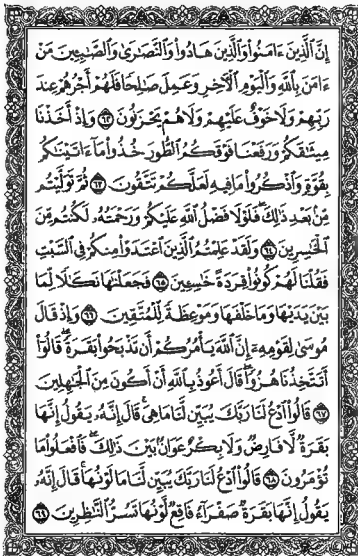 إِنَّ ٱلَّذِينَ ءَامَنُوا۟ وَٱلَّذِينَ هَادُوا۟ وَٱلنَّصَٰرَىٰ وَٱلصَّٰبِـِٔينَ مَنْ
ءَامَنَ بِٱللَّهِ وَٱلْيَوْمِ ٱلْءَاخِرِ وَعَمِلَ صَٰلِحًا فَلَهُمْ أَجْرُهُمْ عِندَ
رَبِّهِمْ وَلَا خَوْفٌ عَلَيْهِمْ وَلَا هُمْ يَحْزَنُونَ ٦٢ وَإِذْ أَخَذْنَا
مِيثَٰقَكُمْ وَرَفَعْنَا فَوْقَكُمُ ٱلطُّورَ خُذُوا۟ مَآ ءَاتَيْنَٰكُم
بِقُوَّةٍ وَٱذْكُرُوا۟ مَا فِيهِ لَعَلَّكُمْ تَتَّقُونَ ٦٣ ثُمَّ تَوَلَّيْتُم
مِّنۢ بَعْدِ ذَٰلِكَ ۖ فَلَوْلَا فَضْلُ ٱللَّهِ عَلَيْكُمْ وَرَحْمَتُهُۥ لَكُنتُم مِّنَ
ٱلْخَٰسِرِينَ ٦٤ وَلَقَدْ عَلِمْتُمُ ٱلَّذِينَ ٱعْتَدَوْا۟ مِنكُمْ فِى ٱلسَّبْتِ
فَقُلْنَا لَهُمْ كُونُوا۟ قِرَدَةً خَٰسِـِٔينَ ٦٥ فَجَعَلْنَٰهَا نَكَٰلًا لِّمَا
بَيْنَ يَدَيْهَا وَمَا خَلْفَهَا وَمَوْعِظَةً لِّلْمُتَّقِينَ ٦٦ وَإِذْ قَالَ
مُوسَىٰ لِقَوْمِهِۦٓ إِنَّ ٱللَّهَ يَأْمُرُكُمْ أَن تَذْبَحُوا۟ بَقَرَةً ۖ قَالُوٓا۟
أَتَتَّخِذُنَا هُزُوًا ۖ قَالَ أَعُوذُ بِٱللَّهِ أَنْ أَكُونَ مِنَ ٱلْجَٰهِلِينَ
٦٧ قَالُوا۟ ٱدْعُ لَنَا رَبَّكَ يُبَيِّن لَّنَا مَا هِىَ ۚ قَالَ إِنَّهُۥ يَقُولُ إِنَّهَا
بَقَرَةٌ لَّا فَارِضٌ وَلَا بِكْرٌ عَوَانٌۢ بَيْنَ ذَٰلِكَ ۖ فَٱفْعَلُوا۟ مَا
تُؤْمَرُونَ ٦٨ قَالُوا۟ ٱدْعُ لَنَا رَبَّكَ يُبَيِّن لَّنَا مَا لَوْنُهَا ۚ قَالَ إِنَّهُۥ
يَقُولُ إِنَّهَا بَقَرَةٌ صَفْرَآءُ فَاقِعٌ لَّوْنُهَا تَسُرُّ ٱلنَّٰظِرِينَ ٦٩